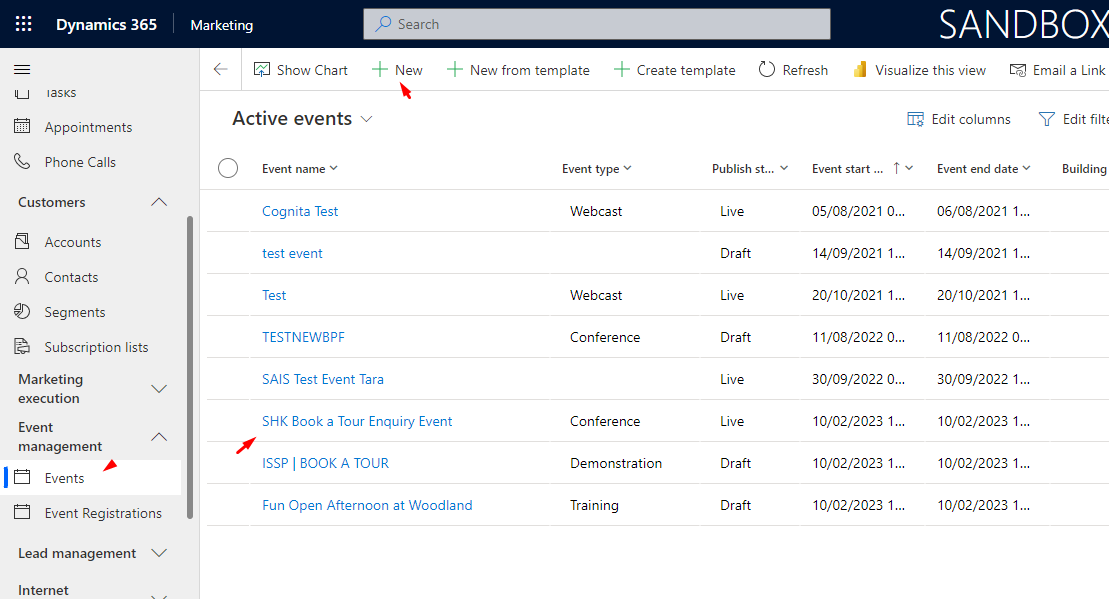 Dynamics 365 Marketing Search SANDBOX
Show Chart New New from template Create template Refresh Visualize this view Email a Link
Tasks
Appointments
Phone Calls
Customers
Accounts
Contacts
Segments
Subscription lists
Marketing
execution
Event
management
Events
Event Registrations
Lead management
Internet
Active events Edit columns Edit filte
Event name Event type Publish st... Event start ... Event end date Building
Cognita Test Webcast Live 05/08/2021 0... 06/08/2021 1...
test event Draft 14/09/2021 1... 14/09/2021 1...
Test Webcast Live 20/10/2021 1... 20/10/2021 1...
TESTNEWBPF Conference Draft 11/08/2022 0... 11/08/2022 0...
SAIS Test Event Tara Live 30/09/2022 0... 30/09/2022 1...
SHK Book a Tour Enquiry Event Conference Live 10/02/2023 1... 10/02/2023 1...
ISSP | BOOK A TOUR Demonstration Draft 10/02/2023 1... 10/02/2023 1...
Fun Open Afternoon at Woodland Training Draft 10/02/2023 1... 10/02/2023 1...